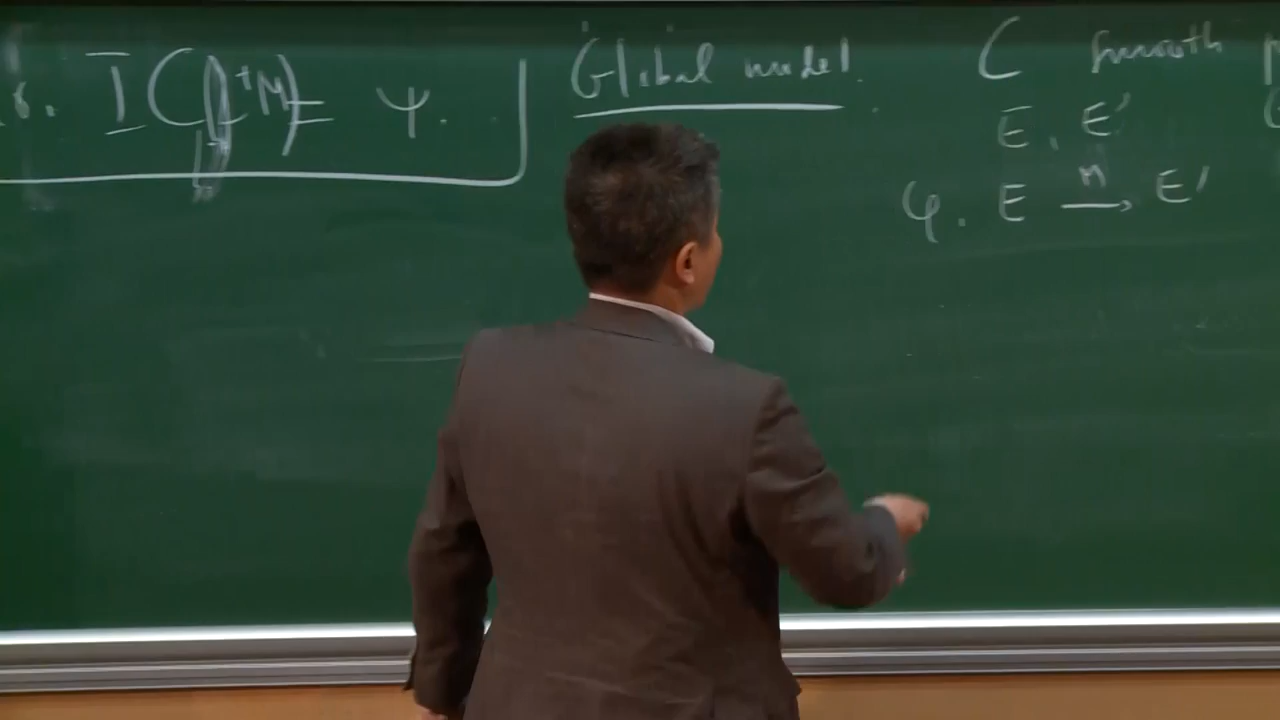 I( +M) = ψ.
Global model.
C Smooth
E, E'
φ. E → E'